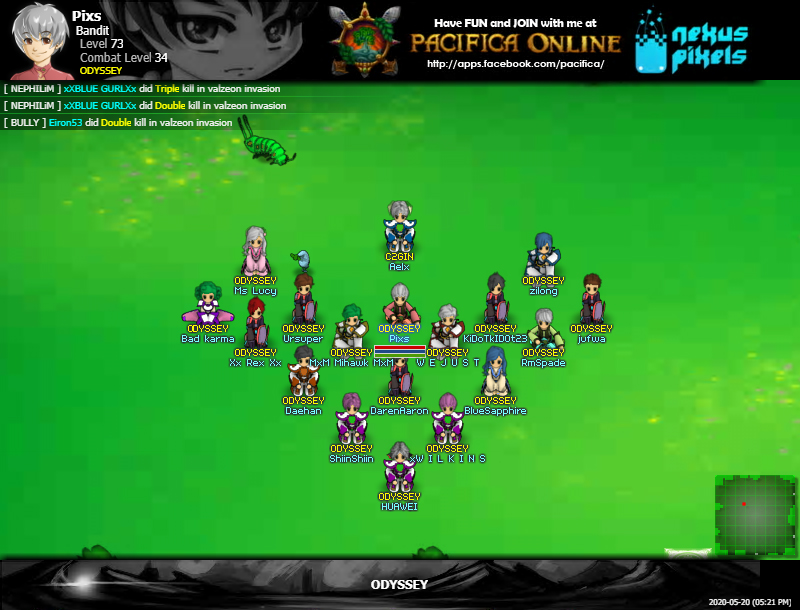 Pixs
Bandit
Level 73
Combat Level 34
ODYSSEY
Have FUN and JOIN with me at
PACIFICA ONLINE
http://apps.facebook.com/pacifica/
nexus
pixels
[ NEPHILiM ] xXBLUE GURLXx did Triple kill in valzeon invasion
[ NEPHILiM ] xXBLUE GURLXx did Double kill in valzeon invasion
[ BULLY ] Eiron53 did Double kill in valzeon invasion
C2GIN
Aelx
ODYSSEY
Ms Lucy
ODYSSEY
zilong
ODYSSEY
Bad karma
ODYSSEY
Ursuper
ODYSSEY
Pixs
ODYSSEY
KiDoTkIDOt23
ODYSSEY
jufwa
ODYSSEY
Xx Rex Xx
ODYSSEY
MxM Mihawk MxM
ODYSSEY
W E J U S T
ODYSSEY
RmSpade
ODYSSEY
Daehan
ODYSSEY
DarenAaron
ODYSSEY
BlueSapphire
ODYSSEY
ShiinShiin
ODYSSEY
xW I L K I N S
ODYSSEY
HUAWEI
ODYSSEY
2020-05-20 (05:21 PM)